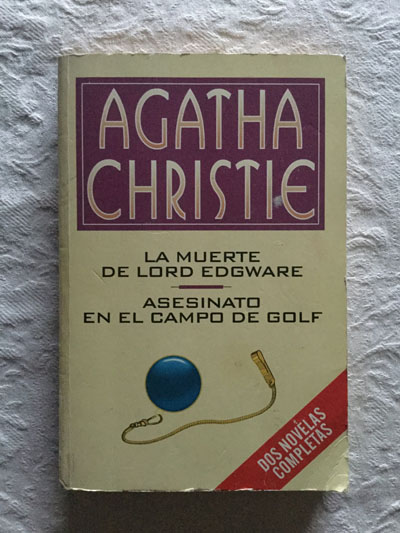 AGATHA
CHRISTIE
LA MUERTE
DE LORD EDGWARE
ASESINATO
EN EL CAMPO DE GOLF
DOS NOVELAS
COMPLETAS